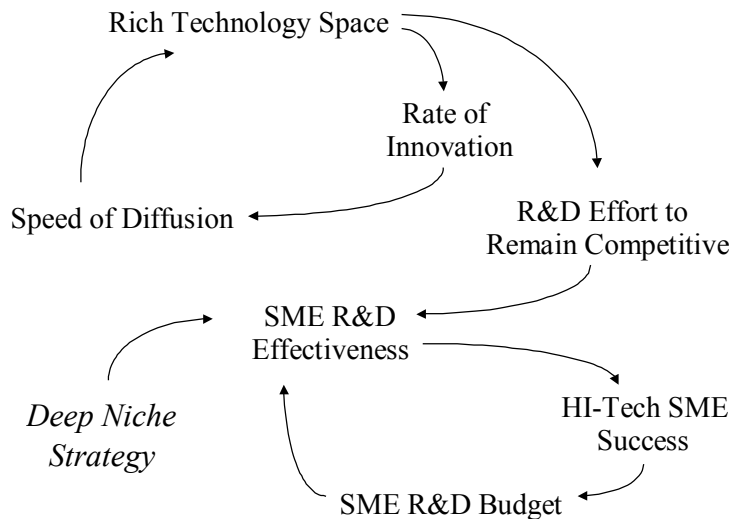 Rich Technology Space
Rate of
Innovation
Speed of Diffusion
R&D Effort to
Remain Competitive
SME R&D
Effectiveness
Deep Niche
Strategy
HI-Tech SME
Success
SME R&D Budget